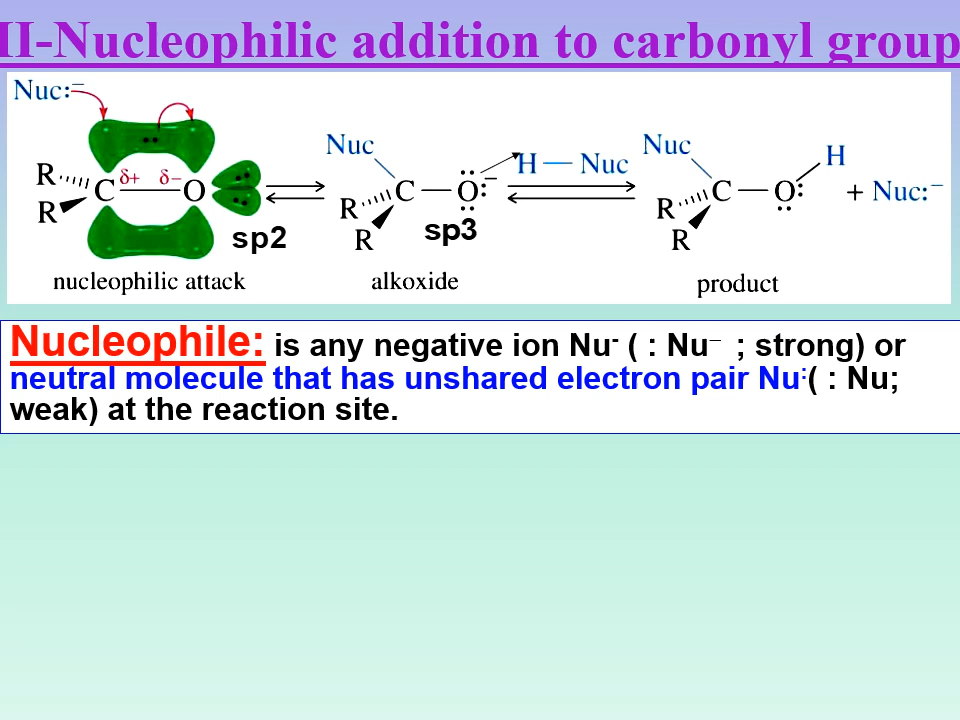 II-Nucleophilic addition to carbonyl group
Nuc:⁻
R
R
C
δ+
δ−
O
sp2
nucleophilic attack
Nuc
R
R
C
O
:
−
sp3
alkoxide
H — Nuc
Nuc
R
R
C
O
:
H
+ Nuc:⁻
product
Nucleophile: is any negative ion Nu⁻ ( : Nu⁻ ; strong) or
neutral molecule that has unshared electron pair Nu:( : Nu;
weak) at the reaction site.